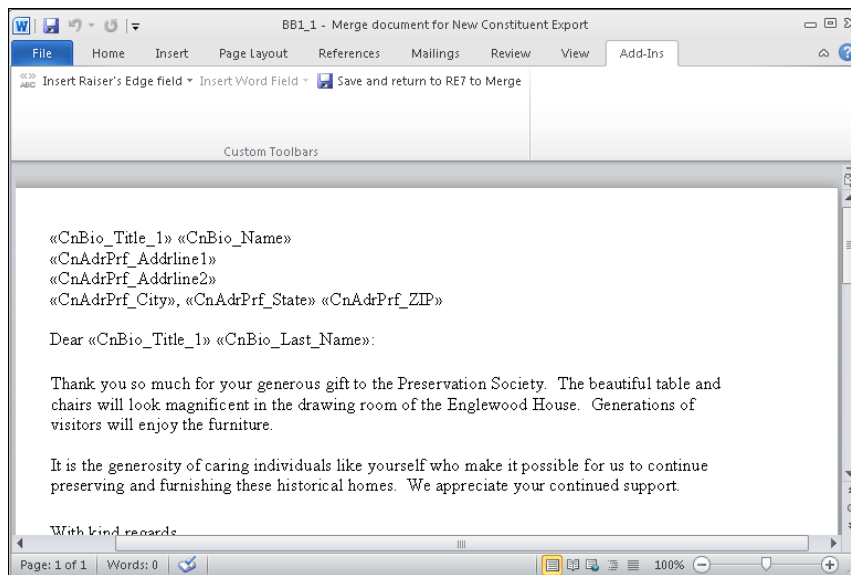 BB1_1 - Merge document for New Constituent Export
File Home Insert Page Layout References Mailings Review View Add-Ins
«»
ABC Insert Raiser's Edge field Insert Word Field Save and return to RE7 to Merge
Custom Toolbars
«CnBio_Title_1» «CnBio_Name»
«CnAdrPrf_Addrline1»
«CnAdrPrf_Addrline2»
«CnAdrPrf_City», «CnAdrPrf_State» «CnAdrPrf_ZIP»
Dear «CnBio_Title_1» «CnBio_Last_Name»:
Thank you so much for your generous gift to the Preservation Society.  The beautiful table and
chairs will look magnificent in the drawing room of the Englewood House.  Generations of
visitors will enjoy the furniture.
It is the generosity of caring individuals like yourself who make it possible for us to continue
preserving and furnishing these historical homes.  We appreciate your continued support.
With kind regards
Page: 1 of 1 Words: 0 100%